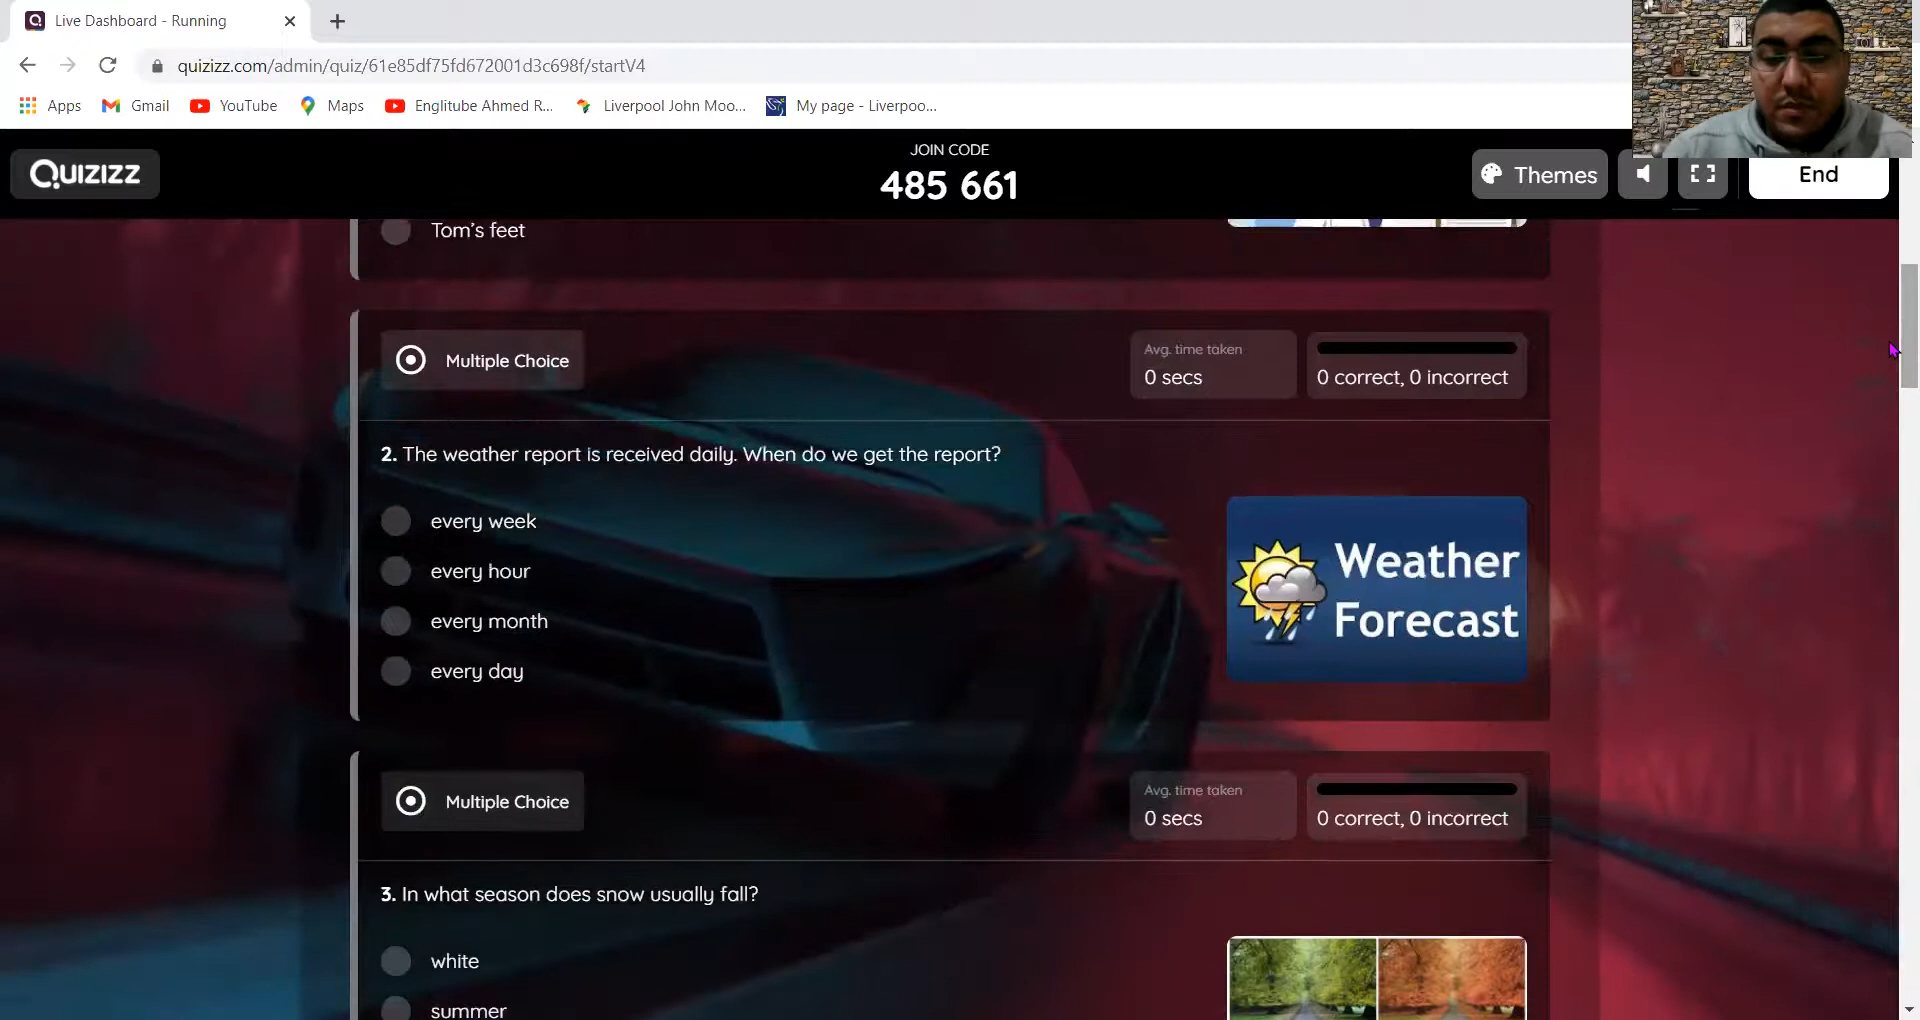 Live Dashboard - Running
quizizz.com/admin/quiz/61e85df75fd672001d3c698f/startV4
Apps
Gmail
YouTube
Maps
Englitube Ahmed R...
Liverpool John Moo...
My page - Liverpoo...
QUIZIZZ
JOIN CODE
485 661
Themes
End
Tom's feet
Multiple Choice
Avg. time taken
0 secs
0 correct, 0 incorrect
2. The weather report is received daily. When do we get the report?
every week
every hour
every month
every day
Weather
Forecast
Multiple Choice
Avg. time taken
0 secs
0 correct, 0 incorrect
3. In what season does snow usually fall?
white
summer